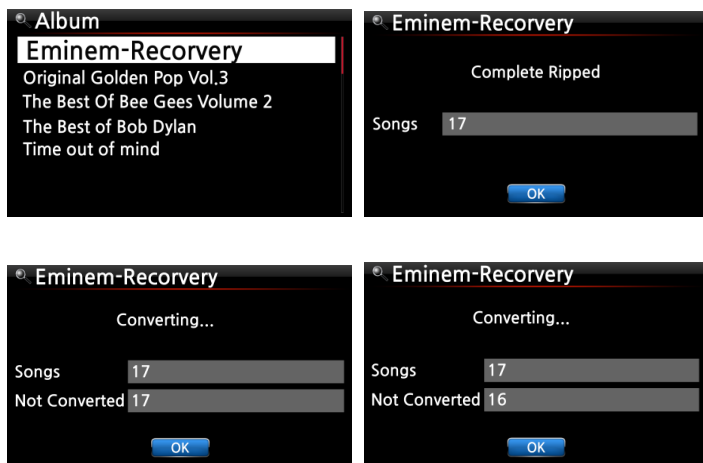 Album
Eminem-Recorvery
Original Golden Pop Vol.3
The Best Of Bee Gees Volume 2
The Best of Bob Dylan
Time out of mind
Eminem-Recorvery
Complete Ripped
Songs 17
OK
Eminem-Recorvery
Converting...
Songs 17
Not Converted 17
OK
Eminem-Recorvery
Converting...
Songs 17
Not Converted 16
OK